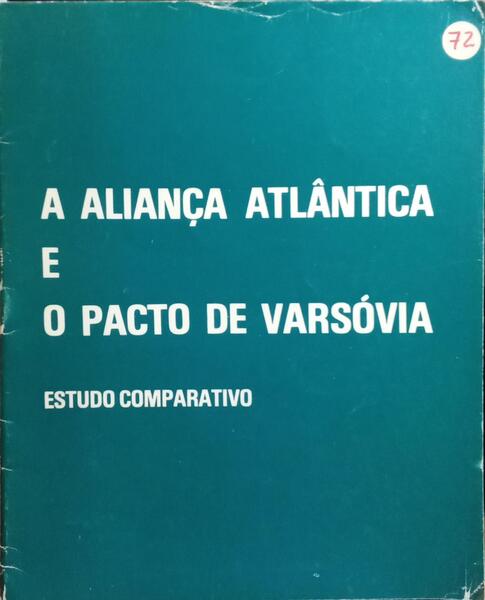 72
A ALIANÇA ATLÂNTICA
E
O PACTO DE VARSÓVIA
ESTUDO COMPARATIVO